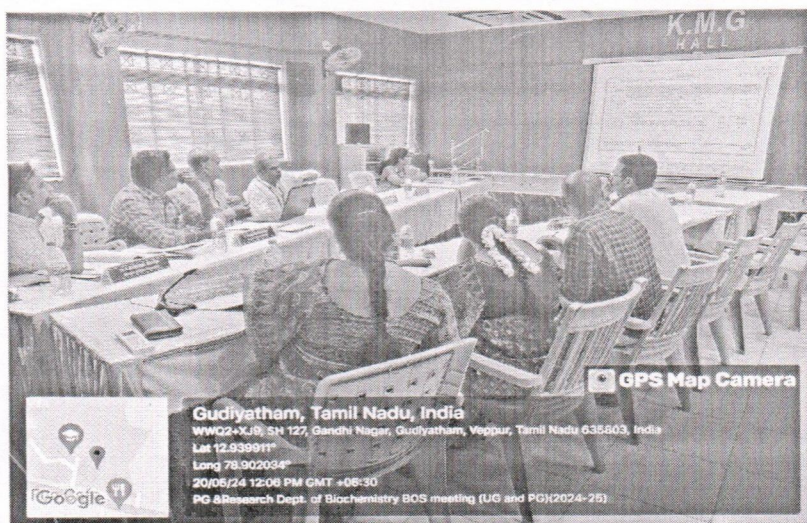 K.M.G
HALL
GPS Map Camera
Gudiyatham, Tamil Nadu, India
WWQ2+XJ9, SH 127, Gandhi Nagar, Gudiyatham, Veppur, Tamil Nadu 635803, India
Lat 12.939911°
Long 78.902034°
20/06/24 12:06 PM GMT +05:30
PG &Research Dept. of Biochemistry BOS meeting (UG and PG)(2024-25)
Google